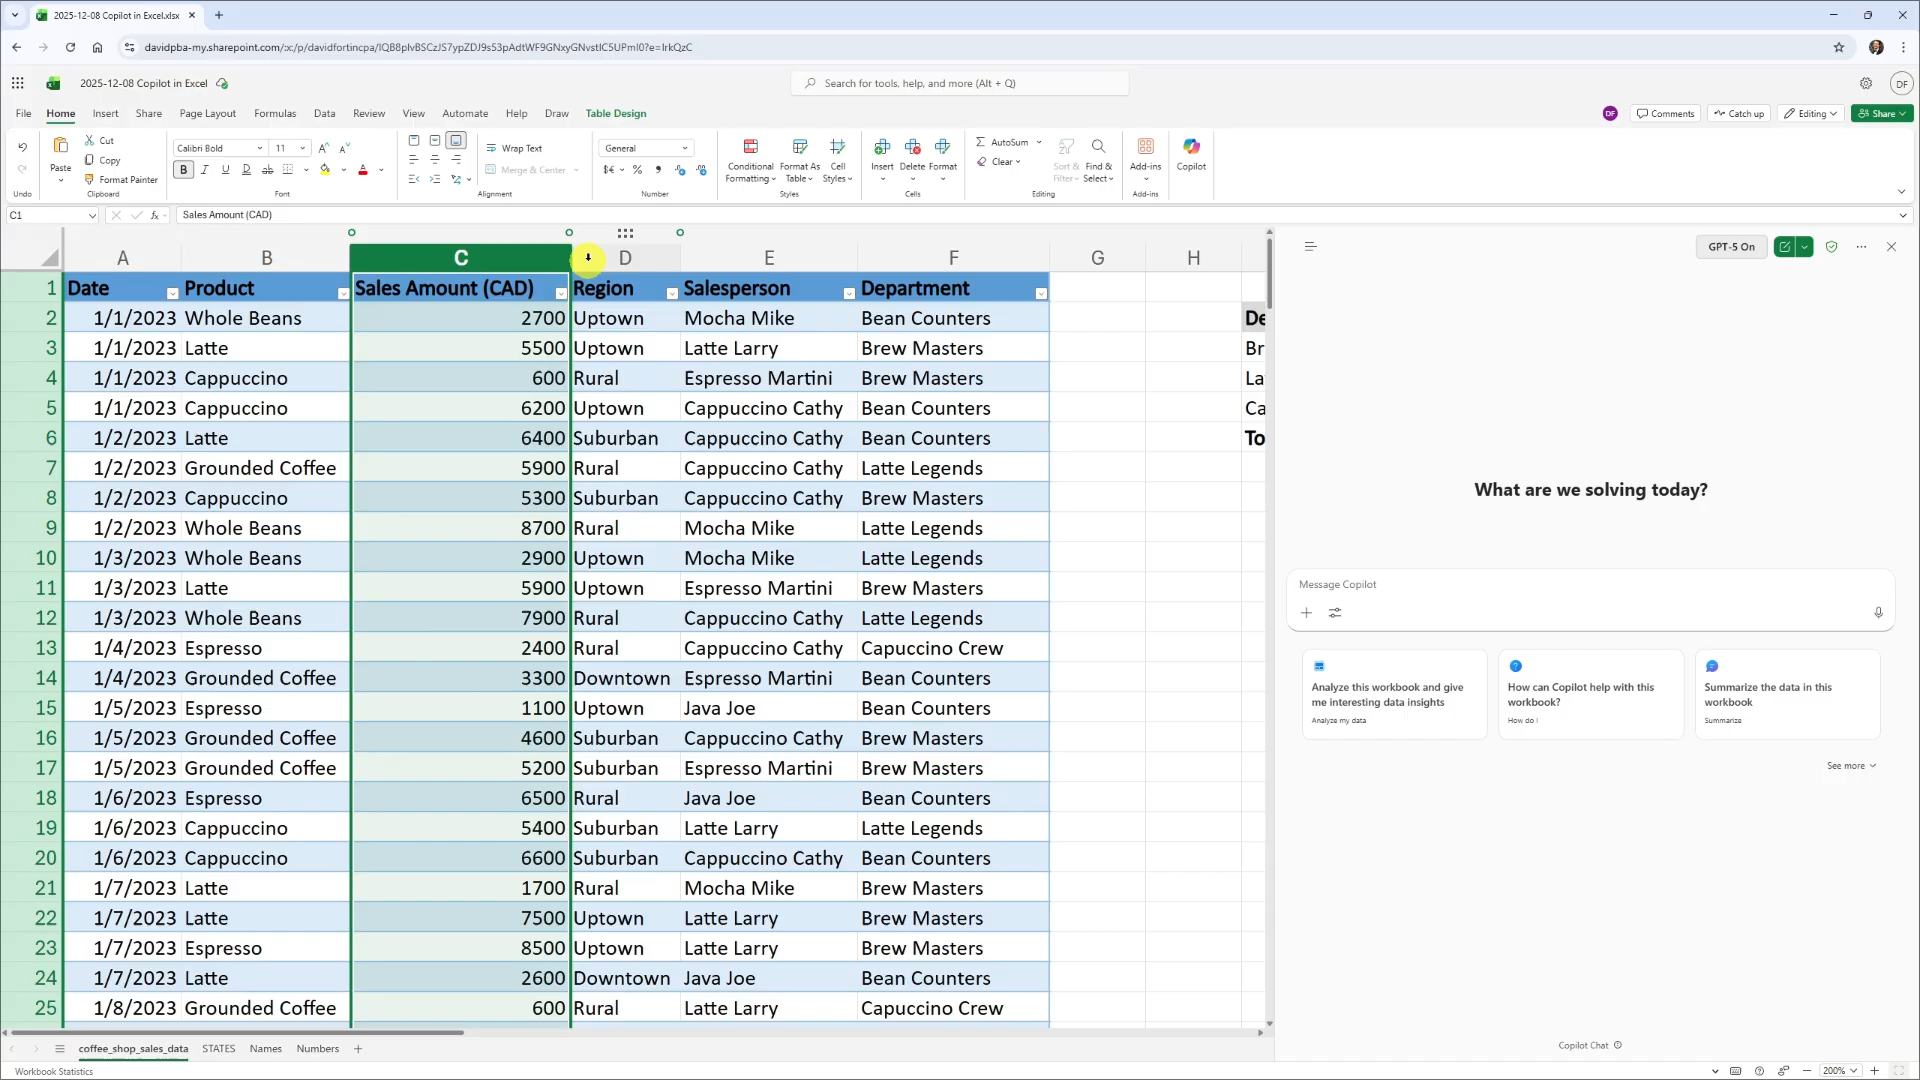 2025-12-08 Copilot in Excel.xlsx
davidpba-my.sharepoint.com/:x:/p/davidfortincpa/IQB8plvBSCzJS7ypZDJ9s53pAdtWF9GNxyGNvstIC5UPmI0?e=IrkQzC
2025-12-08 Copilot in Excel
Search for tools, help, and more (Alt + Q)
DF
File Home Insert Share Page Layout Formulas Data Review View Automate Help Draw Table Design
DF Comments Catch up Editing Share
Paste Cut Copy Format Painter
Calibri Bold 11
B I U D ab
Wrap Text
Merge & Center
General
$€ % 9
Conditional Formatting Format As Table Cell Styles
Insert Delete Format
AutoSum
Clear
Sort & Filter Find & Select
Add-ins Copilot
Undo Clipboard Font Alignment Number Styles Cells Editing Add-ins
C1 fx Sales Amount (CAD)
A B C D E F G H
1 Date Product Sales Amount (CAD) Region Salesperson Department
2 1/1/2023 Whole Beans 2700 Uptown Mocha Mike Bean Counters De
3 1/1/2023 Latte 5500 Uptown Latte Larry Brew Masters Br
4 1/1/2023 Cappuccino 600 Rural Espresso Martini Brew Masters La
5 1/1/2023 Cappuccino 6200 Uptown Cappuccino Cathy Bean Counters Ca
6 1/2/2023 Latte 6400 Suburban Cappuccino Cathy Bean Counters To
7 1/2/2023 Grounded Coffee 5900 Rural Cappuccino Cathy Latte Legends
8 1/2/2023 Cappuccino 5300 Suburban Cappuccino Cathy Brew Masters
9 1/2/2023 Whole Beans 8700 Rural Mocha Mike Latte Legends
10 1/3/2023 Whole Beans 2900 Uptown Mocha Mike Latte Legends
11 1/3/2023 Latte 5900 Uptown Espresso Martini Brew Masters
12 1/3/2023 Whole Beans 7900 Rural Cappuccino Cathy Latte Legends
13 1/4/2023 Espresso 2400 Rural Cappuccino Cathy Capuccino Crew
14 1/4/2023 Grounded Coffee 3300 Downtown Espresso Martini Bean Counters
15 1/5/2023 Espresso 1100 Uptown Java Joe Bean Counters
16 1/5/2023 Grounded Coffee 4600 Suburban Cappuccino Cathy Brew Masters
17 1/5/2023 Grounded Coffee 5200 Suburban Espresso Martini Brew Masters
18 1/6/2023 Espresso 6500 Rural Java Joe Bean Counters
19 1/6/2023 Cappuccino 5400 Suburban Latte Larry Latte Legends
20 1/6/2023 Cappuccino 6600 Suburban Cappuccino Cathy Bean Counters
21 1/7/2023 Latte 1700 Rural Mocha Mike Brew Masters
22 1/7/2023 Latte 7500 Uptown Latte Larry Brew Masters
23 1/7/2023 Espresso 8500 Uptown Latte Larry Brew Masters
24 1/7/2023 Latte 2600 Downtown Java Joe Bean Counters
25 1/8/2023 Grounded Coffee 600 Rural Latte Larry Capuccino Crew
GPT-5 On
What are we solving today?
Message Copilot
Analyze this workbook and give
me interesting data insights
Analyze my data
How can Copilot help with this
workbook?
How do I
Summarize the data in this
workbook
Summarize
See more
Copilot Chat
coffee_shop_sales_data STATES Names Numbers
Workbook Statistics
200%